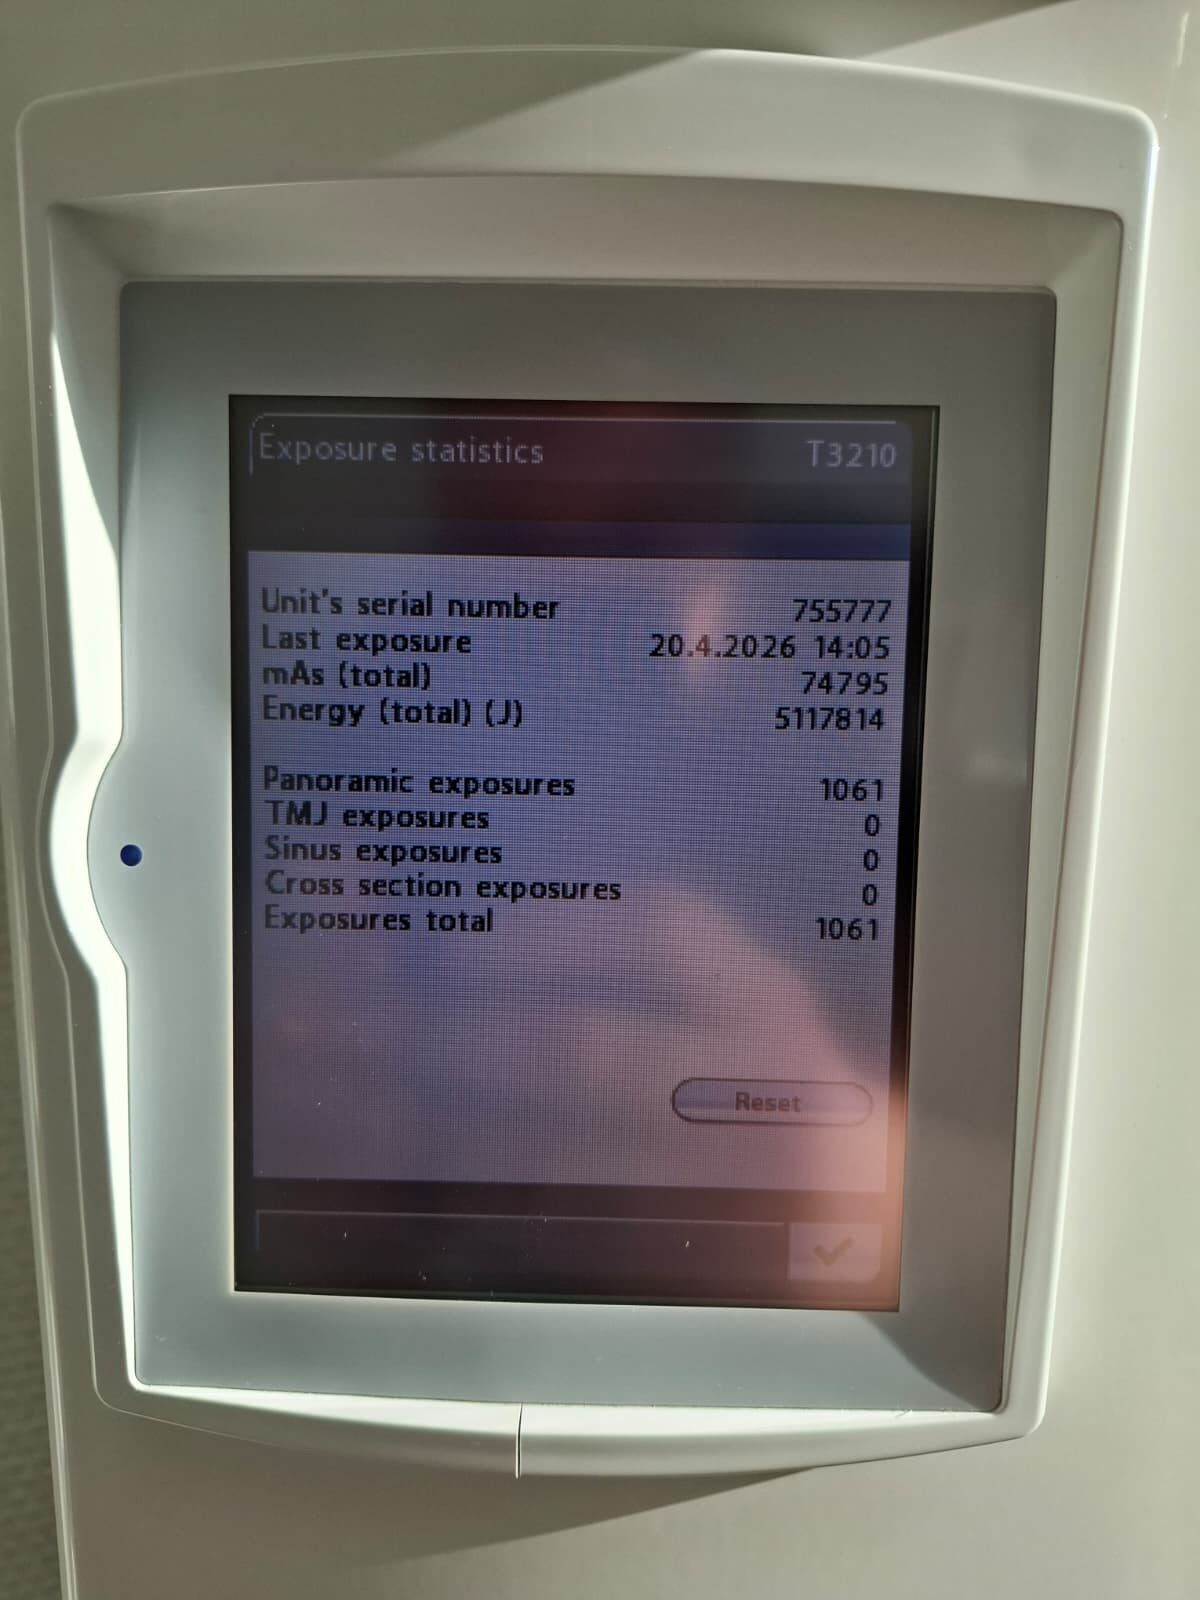 Exposure statistics T3210
Unit's serial number 755777
Last exposure 20.4.2026 14:05
mAs (total) 74795
Energy (total) (J) 5117814
Panoramic exposures 1061
TMJ exposures 0
Sinus exposures 0
Cross section exposures 0
Exposures total 1061
Reset